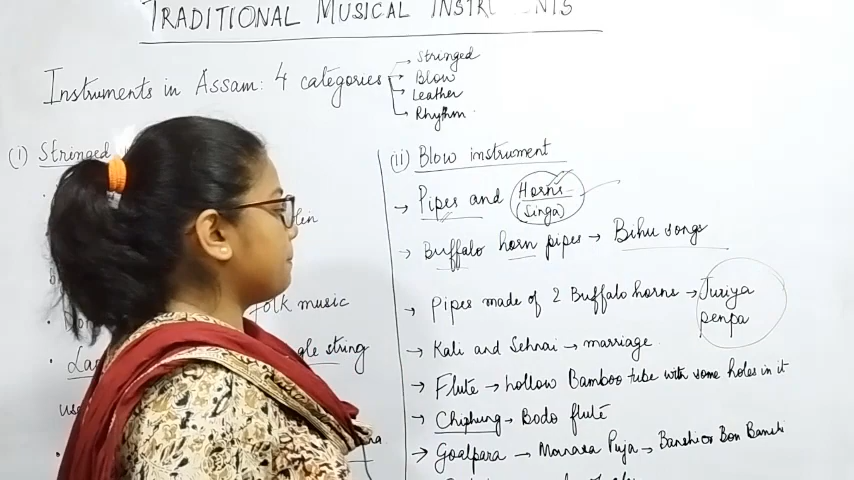 TRADITIONAL MUSICAL INSTRUMENTS
Instruments in Assam: 4 categories
→ Stringed
→ Blow
→ Leather
→ Rhythm
(i) Stringed
folk music
gle string
(ii) Blow instrument
→ Pipes and Horns
(Singa)
→ Buffalo horn pipes → Bihu songs
→ Pipes made of 2 Buffalo horns → Juriya
penpa
→ Kali and Sehnai → marriage
→ Flute → hollow Bamboo tube with some holes in it
→ Chiphung → Bodo flute
→ Goalpara → Manasa Puja → Banshi or Bon Banshi